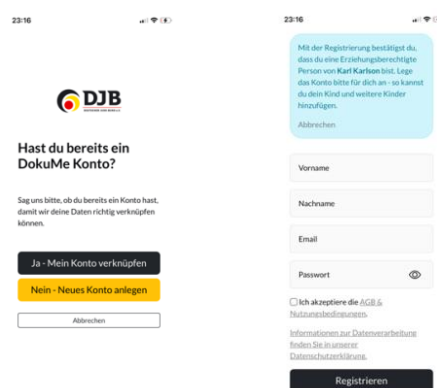 23:16
DJB
Hast du bereits ein
DokuMe Konto?
Sag uns bitte, ob du bereits ein Konto hast,
damit wir deine Daten richtig verknüpfen
können.
Ja - Mein Konto verknüpfen
Nein - Neues Konto anlegen
Abbrechen
23:16
Mit der Registrierung bestätigst du,
dass du eine Erziehungsberechtigte
Person von Karl Karlson bist. Lege
das Konto bitte für dich an - so kannst
du dein Kind und weitere Kinder
hinzufügen.
Abbrechen
Vorname
Nachname
Email
Passwort
Ich akzeptiere die AGB &
Nutzungsbedingungen.
Informationen zur Datenverarbeitung
finden Sie in unserer
Datenschutzerklärung.
Registrieren